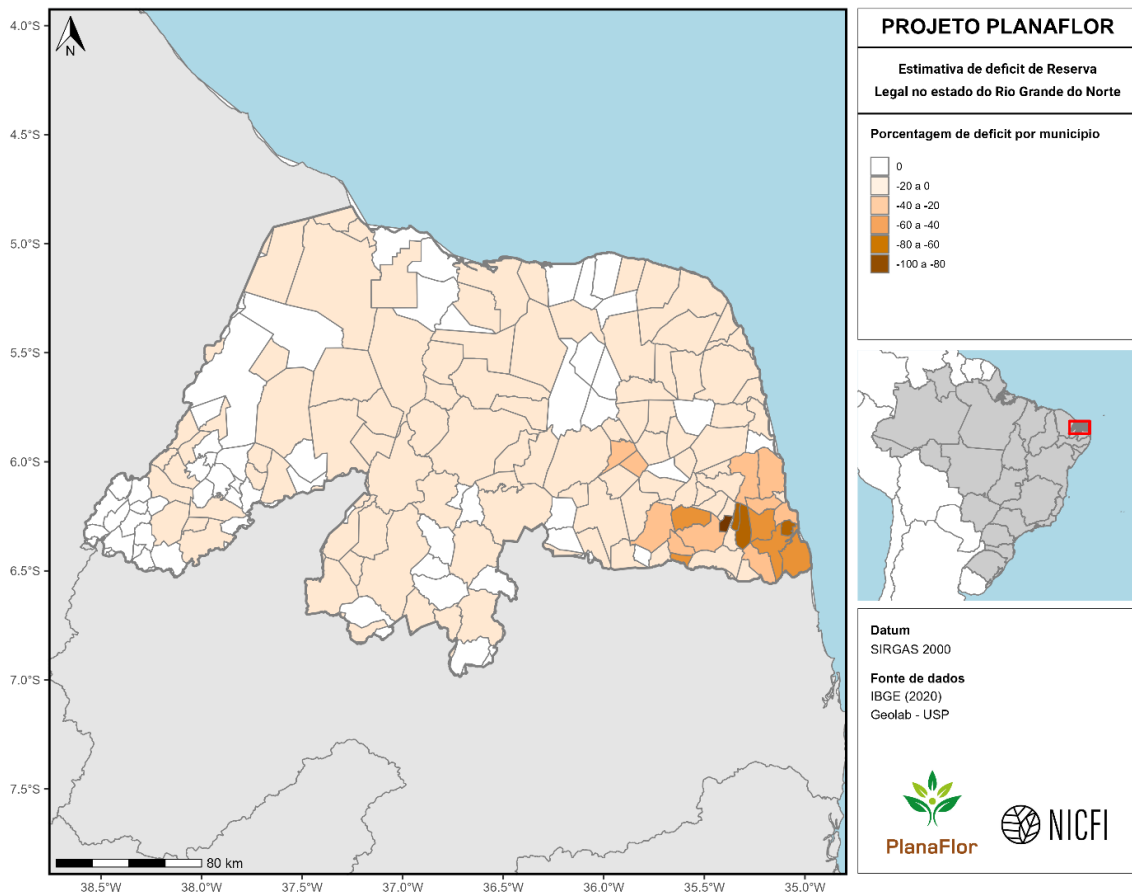 PROJETO PLANAFLOR
Estimativa de deficit de Reserva
Legal no estado do Rio Grande do Norte
Porcentagem de deficit por municipio
0
-20 a 0
-40 a -20
-60 a -40
-80 a -60
-100 a -80
Datum
SIRGAS 2000
Fonte de dados
IBGE (2020)
Geolab - USP
PlanaFlor
NICFI
N
4.0°S
4.5°S
5.0°S
5.5°S
6.0°S
6.5°S
7.0°S
7.5°S
80 km
38.5°W
38.0°W
37.5°W
37.0°W
36.5°W
36.0°W
35.5°W
35.0°W